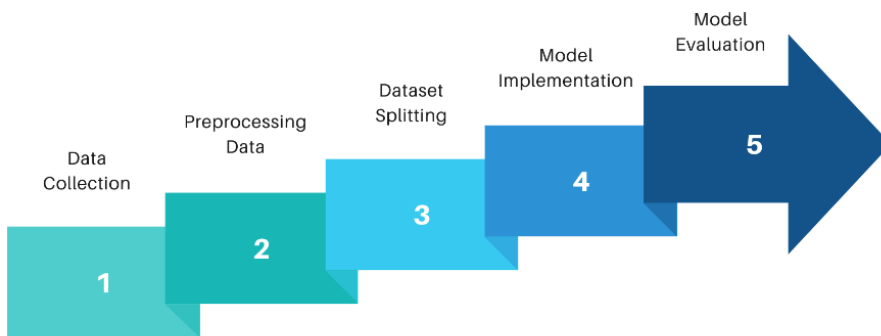 Data
Collection
1
Preprocessing
Data
2
Dataset
Splitting
3
Model
Implementation
4
Model
Evaluation
5